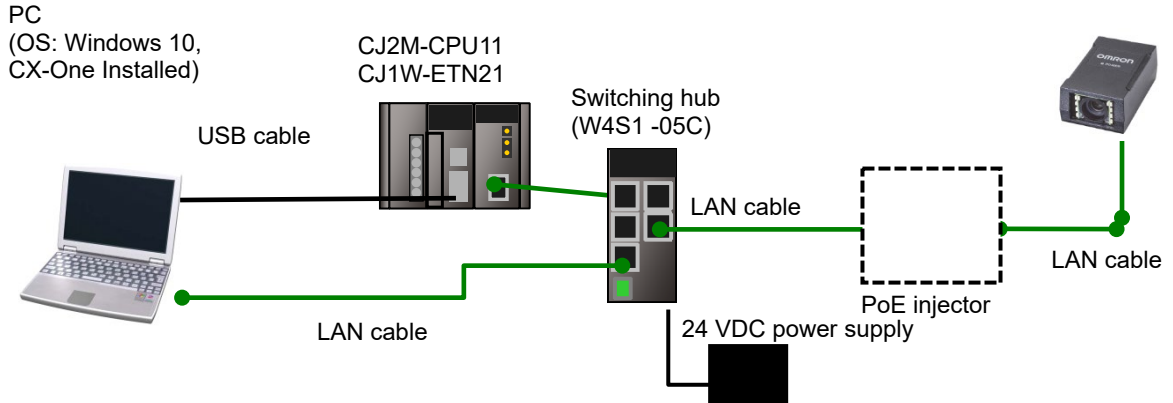 PC
(OS: Windows 10,
CX-One Installed)
CJ2M-CPU11
CJ1W-ETN21
Switching hub
(W4S1 -05C)
USB cable
OMRON
LAN cable
LAN cable
PoE injector
LAN cable
24 VDC power supply